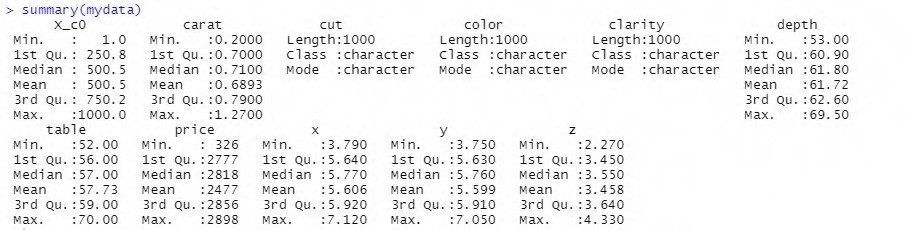 > summary(mydata)
X_c0 carat cut color clarity depth
Min. : 1.0 Min. :0.2000 Length:1000 Length:1000 Length:1000 Min. :53.00
1st Qu.: 250.8 1st Qu.:0.7000 Class :character Class :character Class :character 1st Qu.:60.90
Median : 500.5 Median :0.7100 Mode :character Mode :character Mode :character Median :61.80
Mean : 500.5 Mean :0.6893 Mean :61.72
3rd Qu.: 750.2 3rd Qu.:0.7900 3rd Qu.:62.60
Max. :1000.0 Max. :1.2700 Max. :69.50
table price x y z
Min. :52.00 Min. : 326 Min. :3.790 Min. :3.750 Min. :2.270
1st Qu.:56.00 1st Qu.:2777 1st Qu.:5.640 1st Qu.:5.630 1st Qu.:3.450
Median :57.00 Median :2818 Median :5.770 Median :5.760 Median :3.550
Mean :57.73 Mean :2477 Mean :5.606 Mean :5.599 Mean :3.458
3rd Qu.:59.00 3rd Qu.:2856 3rd Qu.:5.920 3rd Qu.:5.910 3rd Qu.:3.640
Max. :70.00 Max. :2898 Max. :7.120 Max. :7.050 Max. :4.330